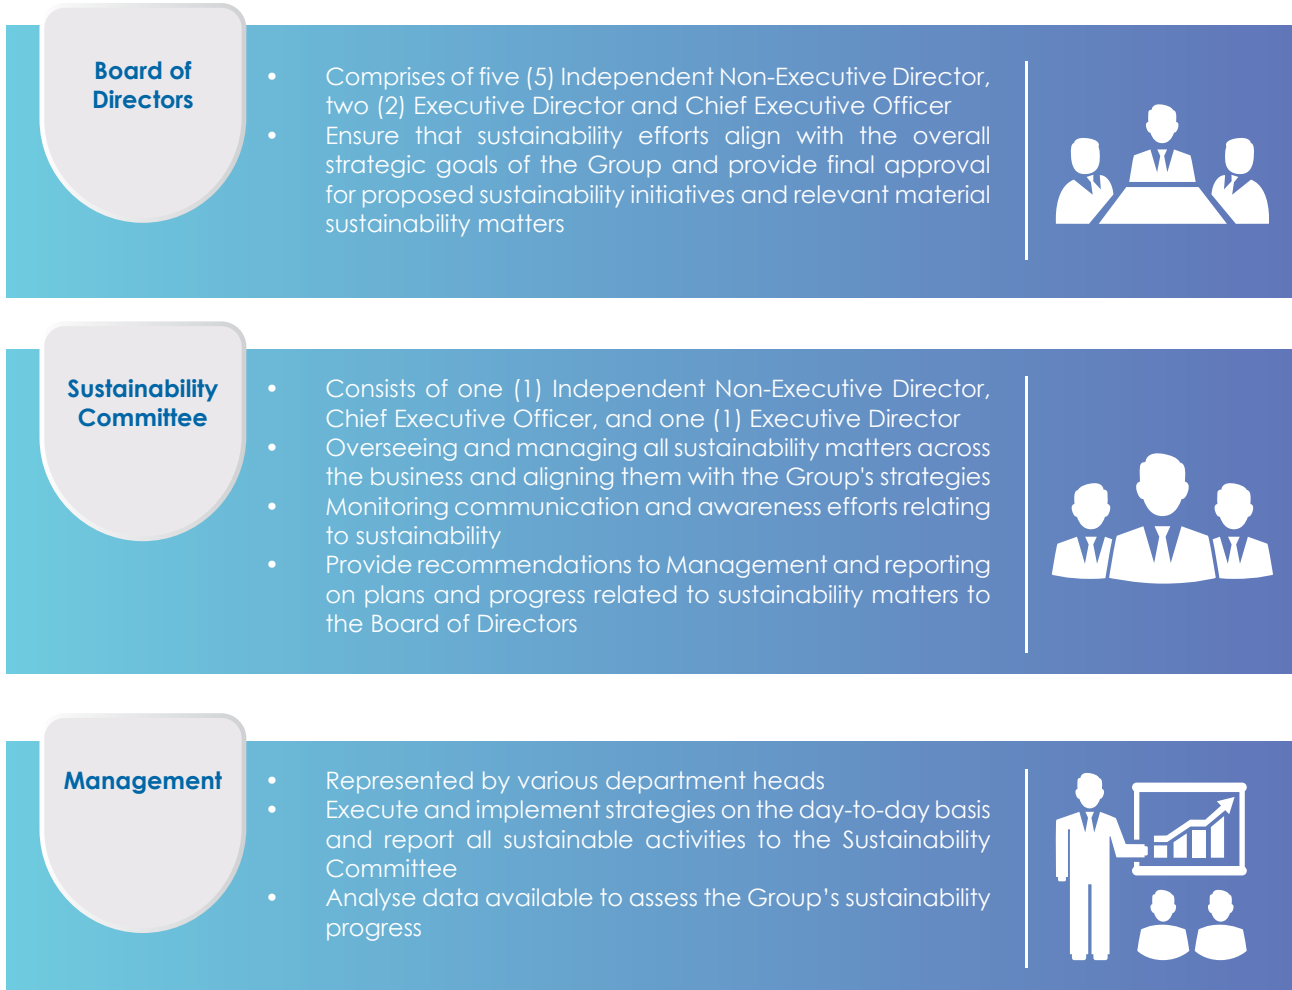 Board of
Directors
• Comprises of five (5) Independent Non-Executive Director,
two (2) Executive Director and Chief Executive Officer
• Ensure that sustainability efforts align with the overall
strategic goals of the Group and provide final approval
for proposed sustainability initiatives and relevant material
sustainability matters
Sustainability
Committee
• Consists of one (1) Independent Non-Executive Director,
Chief Executive Officer, and one (1) Executive Director
• Overseeing and managing all sustainability matters across
the business and aligning them with the Group's strategies
• Monitoring communication and awareness efforts relating
to sustainability
• Provide recommendations to Management and reporting
on plans and progress related to sustainability matters to
the Board of Directors
Management
• Represented by various department heads
• Execute and implement strategies on the day-to-day basis
and report all sustainable activities to the Sustainability
Committee
• Analyse data available to assess the Group’s sustainability
progress